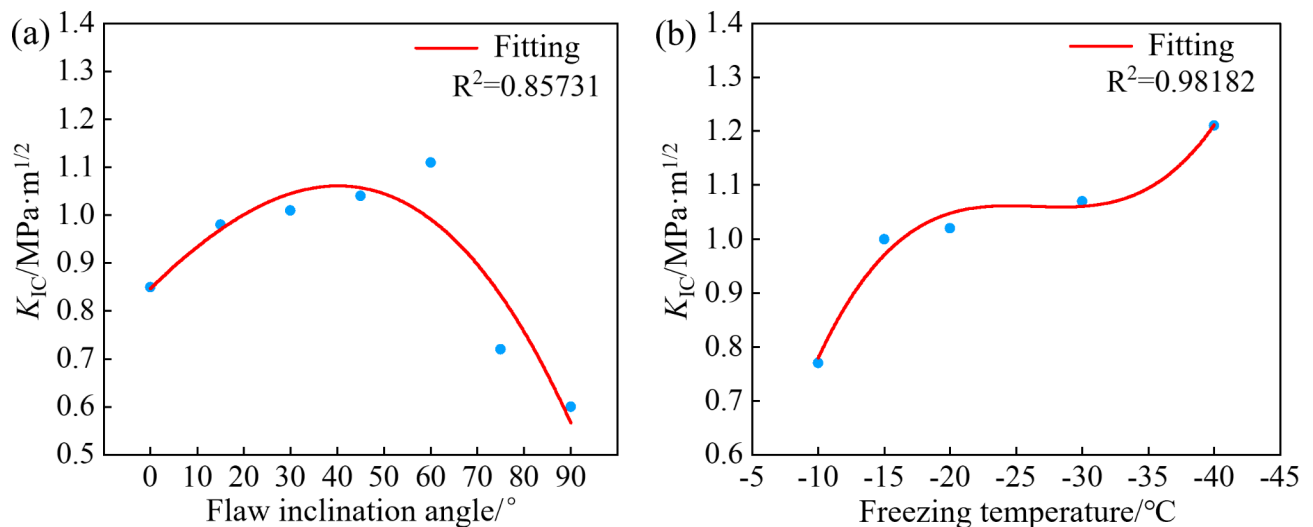 (a)
Fitting
R²=0.85731
K_IC/MPa·m^1/2
1.4
1.3
1.2
1.1
1.0
0.9
0.8
0.7
0.6
0.5
0 10 20 30 40 50 60 70 80 90
Flaw inclination angle/°
(b)
Fitting
R²=0.98182
K_IC/MPa·m^1/2
1.4
1.3
1.2
1.1
1.0
0.9
0.8
0.7
0.6
-5 -10 -15 -20 -25 -30 -35 -40 -45
Freezing temperature/°C